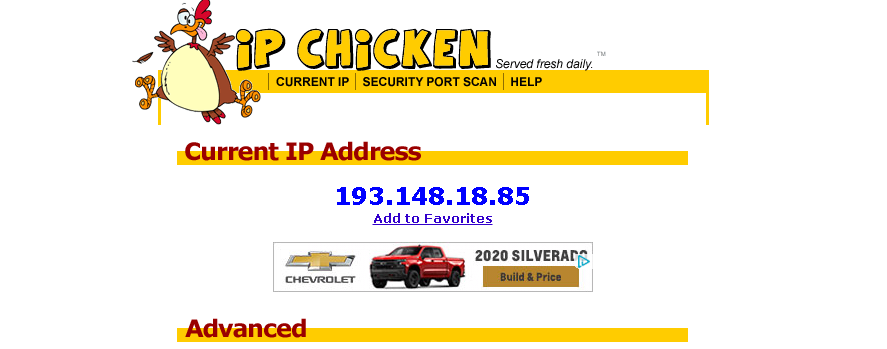 iP CHiCKEN
Served fresh daily.™
CURRENT IP | SECURITY PORT SCAN | HELP
Current IP Address
193.148.18.85
Add to Favorites
CHEVROLET
2020 SILVERADO
Build & Price
Advanced